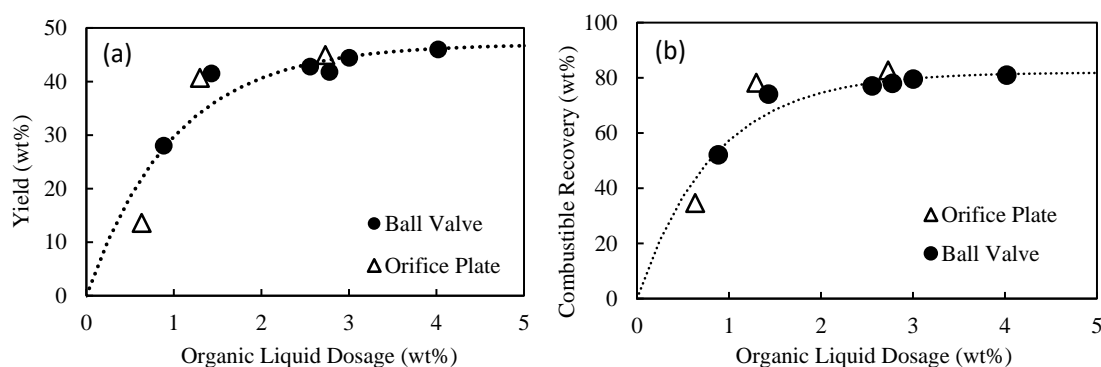 (a)
Yield (wt%)
50
40
30
20
10
0
0 1 2 3 4 5
Organic Liquid Dosage (wt%)
Ball Valve
Orifice Plate
(b)
Combustible Recovery (wt%)
100
80
60
40
20
0
0 1 2 3 4 5
Organic Liquid Dosage (wt%)
Orifice Plate
Ball Valve